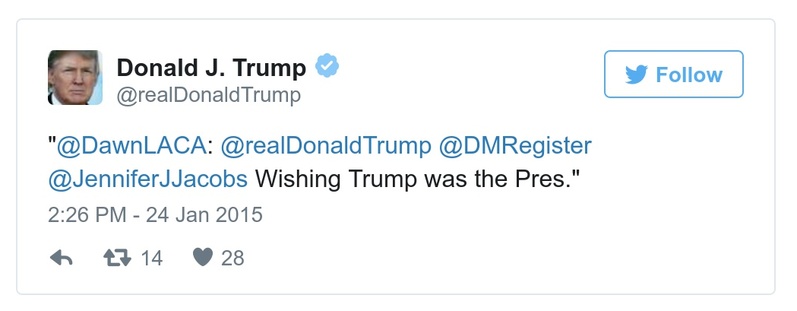 Donald J. Trump
@realDonaldTrump
Follow
"@DawnLACA: @realDonaldTrump @DMRegister
@JenniferJJacobs Wishing Trump was the Pres."
2:26 PM - 24 Jan 2015
14 28